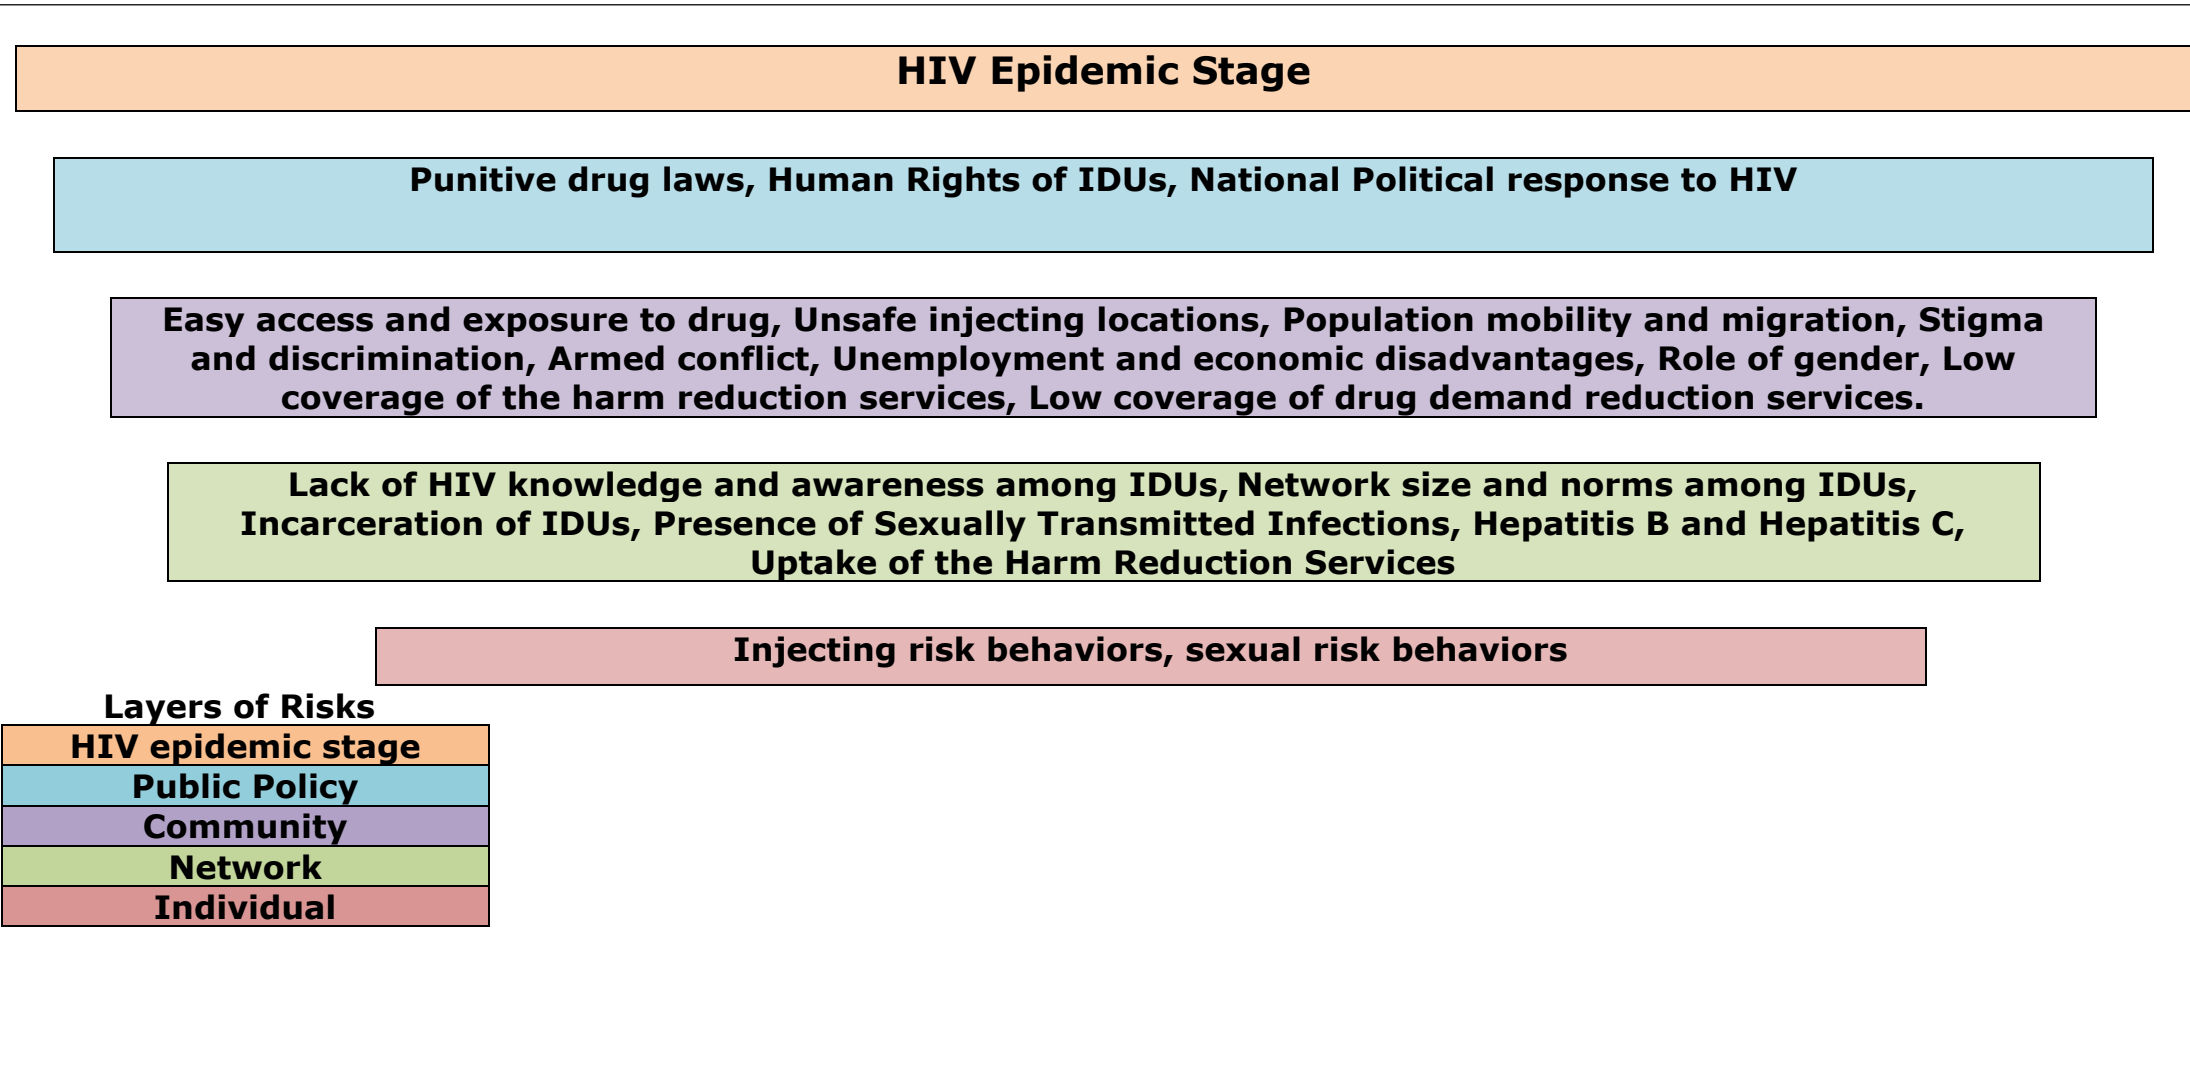 HIV Epidemic Stage
Punitive drug laws, Human Rights of IDUs, National Political response to HIV
Easy access and exposure to drug, Unsafe injecting locations, Population mobility and migration, Stigma
and discrimination, Armed conflict, Unemployment and economic disadvantages, Role of gender, Low
coverage of the harm reduction services, Low coverage of drug demand reduction services.
Lack of HIV knowledge and awareness among IDUs, Network size and norms among IDUs,
Incarceration of IDUs, Presence of Sexually Transmitted Infections, Hepatitis B and Hepatitis C,
Uptake of the Harm Reduction Services
Injecting risk behaviors, sexual risk behaviors
Layers of Risks
HIV epidemic stage
Public Policy
Community
Network
Individual